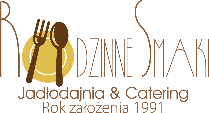 RODZINNE SMAKI
Jadłodajnia & Catering
Rok założenia 1991